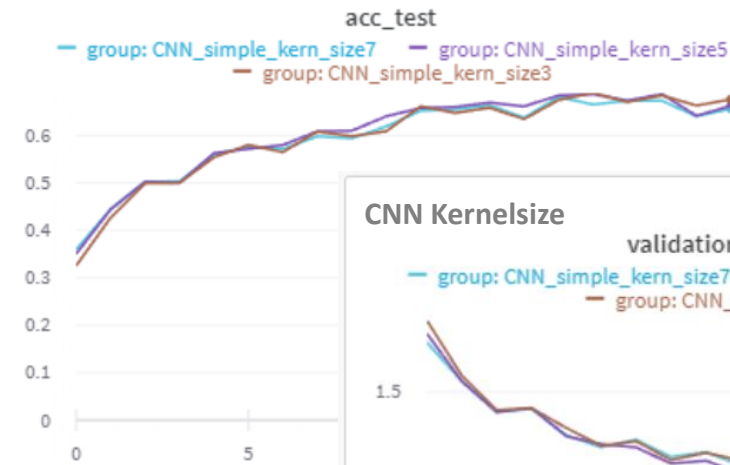 acc_test
group: CNN_simple_kern_size7 group: CNN_simple_kern_size5
group: CNN_simple_kern_size3
0.6
0.5
0.4
0.3
0.2
0.1
0
0 5
CNN Kernelsize
validation
group: CNN_simple_kern_size7
group: CNN_
1.5